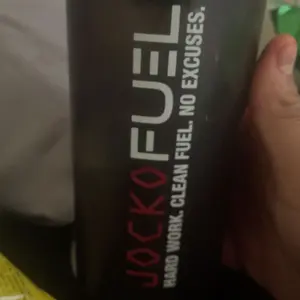 JOCKO FUEL
HARD WORK. CLEAN FUEL. NO EXCUSES.